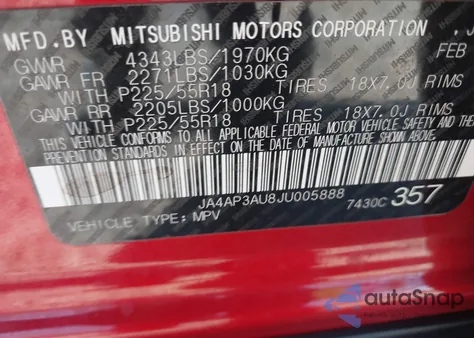 MFD.BY MITSUBISHI MOTORS CORPORATION , J
GVWR 4343LBS/1970KG FEB
GAWR FR 2271LBS/1030KG
WITH P225/55R18 TIRES 18X7.0J RIMS
GAWR RR 2205LBS/1000KG
WITH P225/55R18 TIRES 18X7.0J RIMS
THIS VEHICLE CONFORMS TO ALL APPLICABLE FEDERAL MOTOR VEHICLE SAFETY AND THE
PREVENTION STANDARDS IN EFFECT ON THE DATE OF MANUFACTURE SHOWN ABOVE.
JA4AP3AU8JU005888 7430C 357
VEHICLE TYPE: MPV
autoSnap